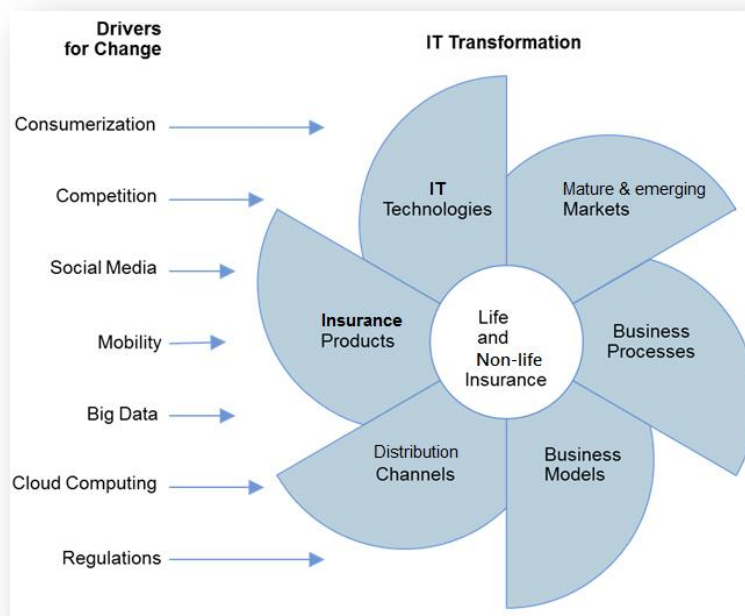 Drivers
for Change
IT Transformation
Consumerization
Competition
Social Media
Mobility
Big Data
Cloud Computing
Regulations
IT
Technologies
Mature & emerging
Markets
Insurance
Products
Life
and
Non-life
Insurance
Business
Processes
Distribution
Channels
Business
Models